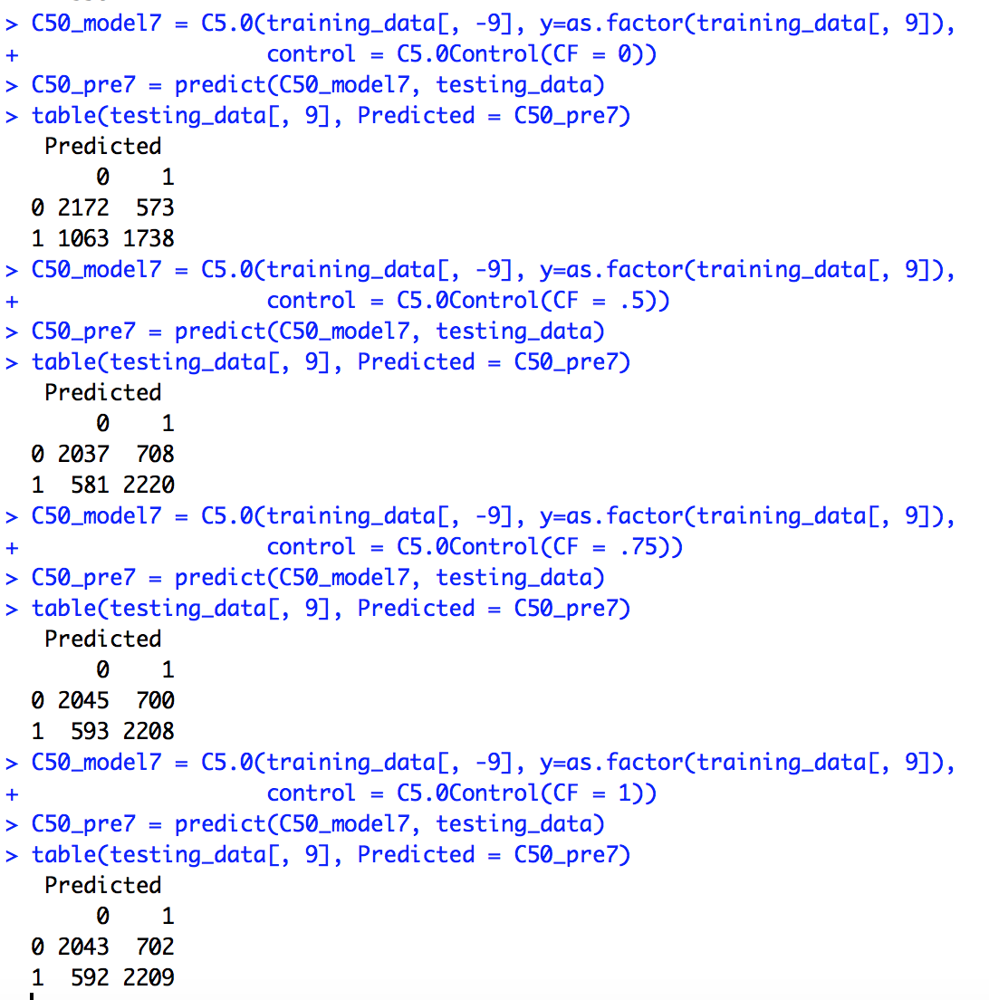 > C50_model7 = C5.0(training_data[, -9], y=as.factor(training_data[, 9]),
+                   control = C5.0Control(CF = 0))
> C50_pre7 = predict(C50_model7, testing_data)
> table(testing_data[, 9], Predicted = C50_pre7)
   Predicted
       0    1
  0 2172  573
  1 1063 1738
> C50_model7 = C5.0(training_data[, -9], y=as.factor(training_data[, 9]),
+                   control = C5.0Control(CF = .5))
> C50_pre7 = predict(C50_model7, testing_data)
> table(testing_data[, 9], Predicted = C50_pre7)
   Predicted
       0    1
  0 2037  708
  1  581 2220
> C50_model7 = C5.0(training_data[, -9], y=as.factor(training_data[, 9]),
+                   control = C5.0Control(CF = .75))
> C50_pre7 = predict(C50_model7, testing_data)
> table(testing_data[, 9], Predicted = C50_pre7)
   Predicted
       0    1
  0 2045  700
  1  593 2208
> C50_model7 = C5.0(training_data[, -9], y=as.factor(training_data[, 9]),
+                   control = C5.0Control(CF = 1))
> C50_pre7 = predict(C50_model7, testing_data)
> table(testing_data[, 9], Predicted = C50_pre7)
   Predicted
       0    1
  0 2043  702
  1  592 2209